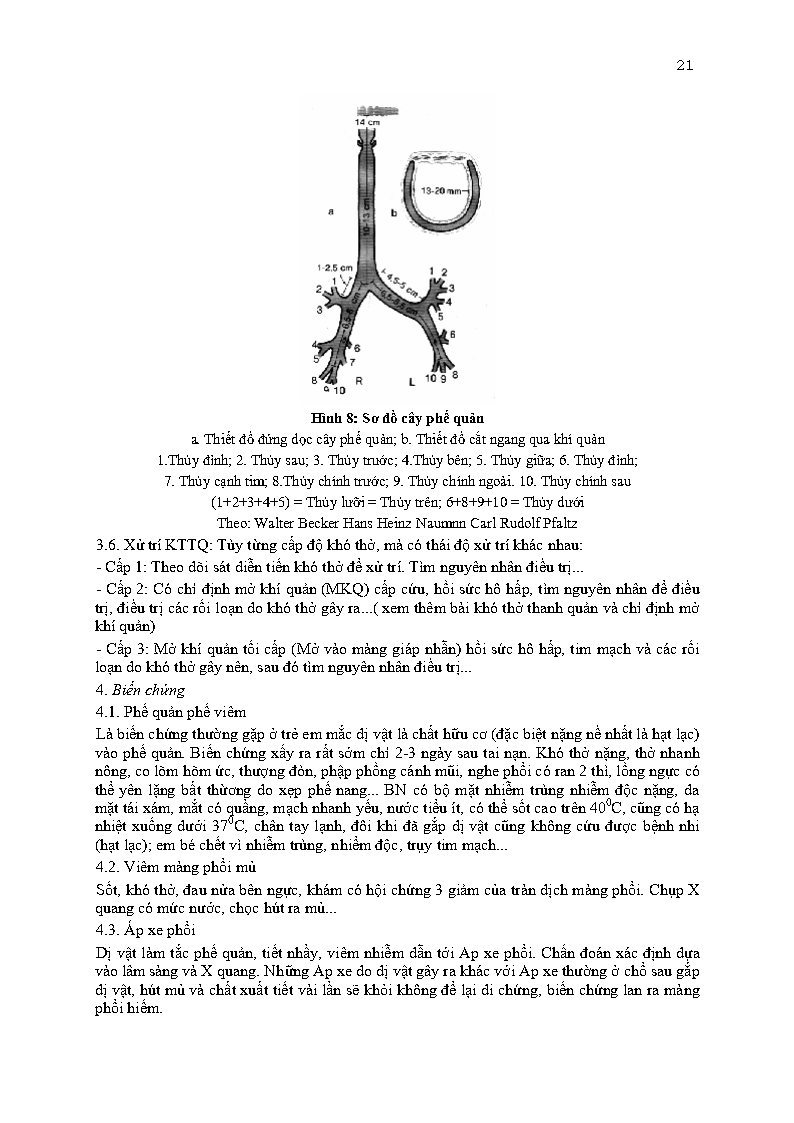 21
14 cm
13-20 mm
a
b
10-13 cm
1-2.5 cm
4,5-5 cm
1
2
3
1 2
3
4
5
6
4
5
6
7
8
10
R
L
10 9 8
Hình 8: Sơ đồ cây phế quản
a. Thiết đồ đứng dọc cây phế quản; b. Thiết đồ cắt ngang qua khí quản
1.Thùy đỉnh; 2. Thùy sau; 3. Thùy trước; 4.Thùy bên; 5. Thùy giữa; 6. Thùy đỉnh;
7. Thùy cạnh tim; 8.Thùy chính trước; 9. Thùy chính ngoài. 10. Thùy chính sau
(1+2+3+4+5) = Thùy lưỡi = Thùy trên; 6+8+9+10 = Thùy dưới
Theo: Walter Becker Hans Heinz Naumnn Carl Rudolf Pfaltz
3.6. Xử trí KTTQ: Tùy từng cấp độ khó thở, mà có thái độ xử trí khác nhau:
- Cấp 1: Theo dõi sát diễn tiến khó thở để xử trí. Tìm nguyên nhân điều trị...
- Cấp 2: Có chỉ định mở khí quản (MKQ) cấp cứu, hồi sức hô hấp, tìm nguyên nhân để điều
trị, điều trị các rối loạn do khó thở gây ra...( xem thêm bài khó thở thanh quản và chỉ định mở
khí quản)
- Cấp 3: Mở khí quản tối cấp (Mở vào màng giáp nhẫn) hồi sức hô hấp, tim mạch và các rối
loạn do khó thở gây nên, sau đó tìm nguyên nhân điều trị...
4. Biến chứng
4.1. Phế quản phế viêm
Là biến chứng thường gặp ở trẻ em mắc dị vật là chất hữu cơ (đặc biệt nặng nề nhất là hạt lạc)
vào phế quản. Biến chứng xẩy ra rất sớm chỉ 2-3 ngày sau tai nạn. Khó thở nặng, thở nhanh
nông, co lõm hõm ức, thượng đòn, phập phồng cánh mũi, nghe phổi có ran 2 thì, lồng ngực có
thể yên lặng bất thường do xẹp phế nang... BN có bộ mặt nhiễm trùng nhiễm độc nặng, da
mặt tái xám, mắt có quầng, mạch nhanh yếu, nước tiểu ít, có thể sốt cao trên 40⁰C, cũng có hạ
nhiệt xuống dưới 37⁰C, chân tay lạnh, đôi khi đã gắp dị vật cũng không cứu được bệnh nhi
(hạt lạc); em bé chết vì nhiễm trùng, nhiểm độc, trụy tim mạch...
4.2. Viêm màng phổi mủ
Sốt, khó thở, đau nửa bên ngực, khám có hội chứng 3 giảm của tràn dịch màng phổi. Chụp X
quang có mức nước, chọc hút ra mủ...
4.3. Áp xe phổi
Dị vật làm tắc phế quản, tiết nhầy, viêm nhiễm dẫn tới Ap xe phổi. Chẩn đoán xác định dựa
vào lâm sàng và X quang. Những Ap xe do dị vật gây ra khác với Ap xe thường ở chổ sau gắp
dị vật, hút mủ và chất xuất tiết vài lần sẽ khỏi không để lại di chứng, biến chứng lan ra màng
phổi hiếm.